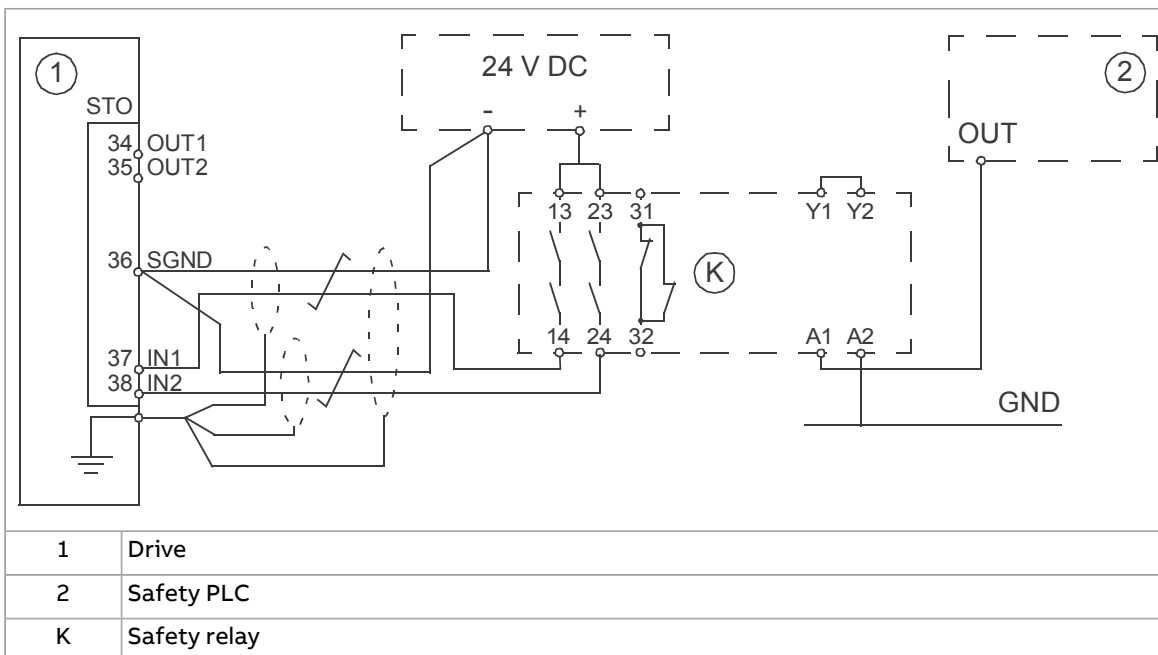 1
24 V DC
2
STO
- +
OUT
34 OUT1
35 OUT2
13 23 31
Y1 Y2
36 SGND
K
14 24 32
A1 A2
37 IN1
38 IN2
GND
1 Drive
2 Safety PLC
K Safety relay